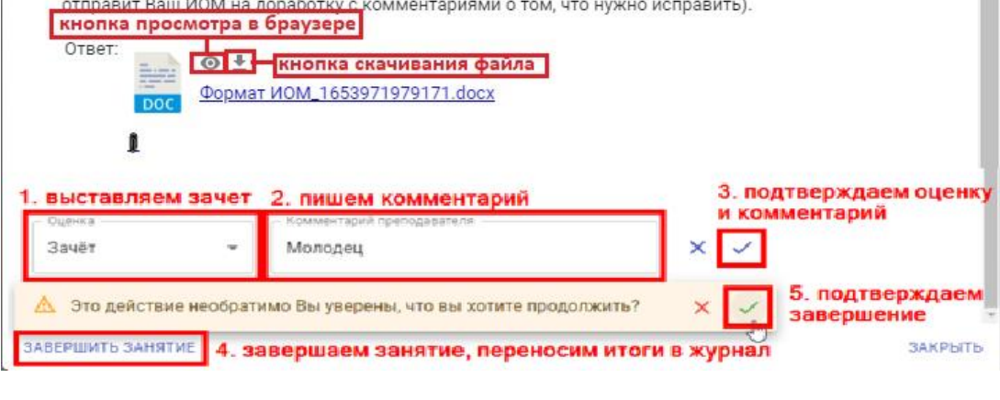 отправит Ваш ИОМ на доработку с комментариями о том, что нужно исправить).
кнопка просмотра в браузере
Ответ:
кнопка скачивания файла
DOC
Формат ИОМ_1653971979171.docx
1. выставляем зачет
2. пишем комментарий
3. подтверждаем оценку
и комментарий
Оценка
Комментарий преподавателя
Зачёт
Молодец
Это действие необратимо Вы уверены, что вы хотите продолжить?
5. подтверждаем
завершение
ЗАВЕРШИТЬ ЗАНЯТИЕ
4. завершаем занятие, переносим итоги в журнал
ЗАКРЫТЬ